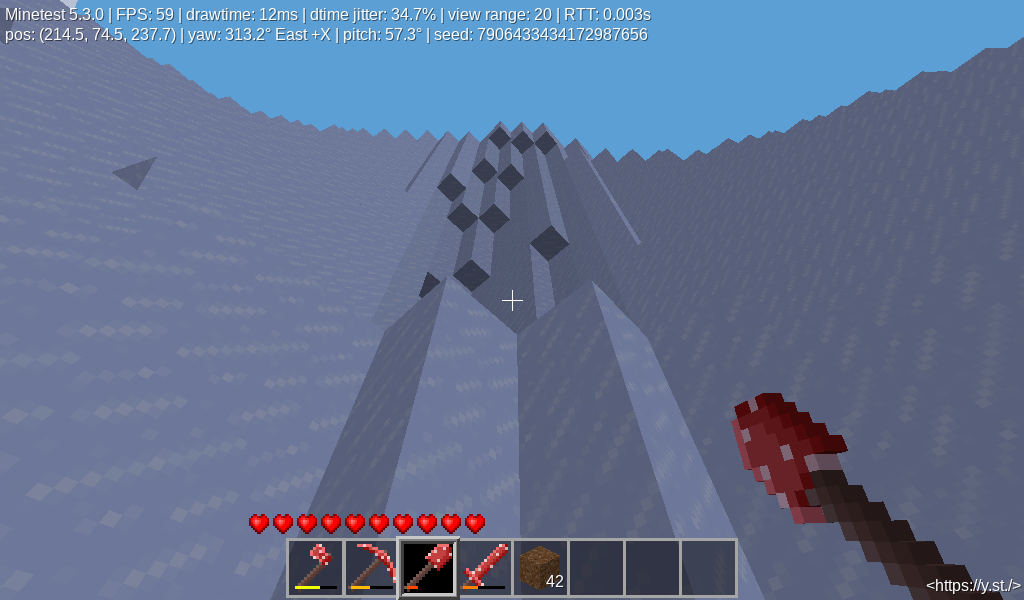 Minetest 5.3.0 | FPS: 59 | drawtime: 12ms | dtime jitter: 34.7% | view range: 20 | RTT: 0.003s
pos: (214.5, 74.5, 237.7) | yaw: 313.2° East +X | pitch: 57.3° | seed: 7906433434172987656
42
<https://y.st./>